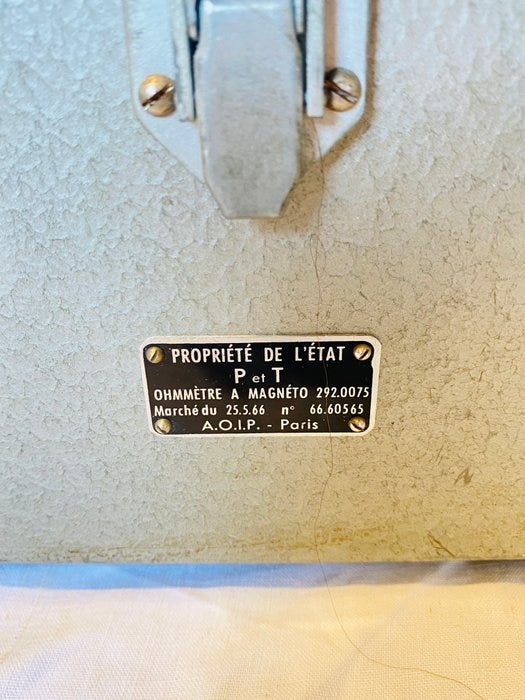 PROPRIÉTÉ DE L'ÉTAT
P et T
OHMMÈTRE A MAGNÉTO 292.0075
Marché du 25.5.66 n° 66.60565
A.O.I.P. - Paris